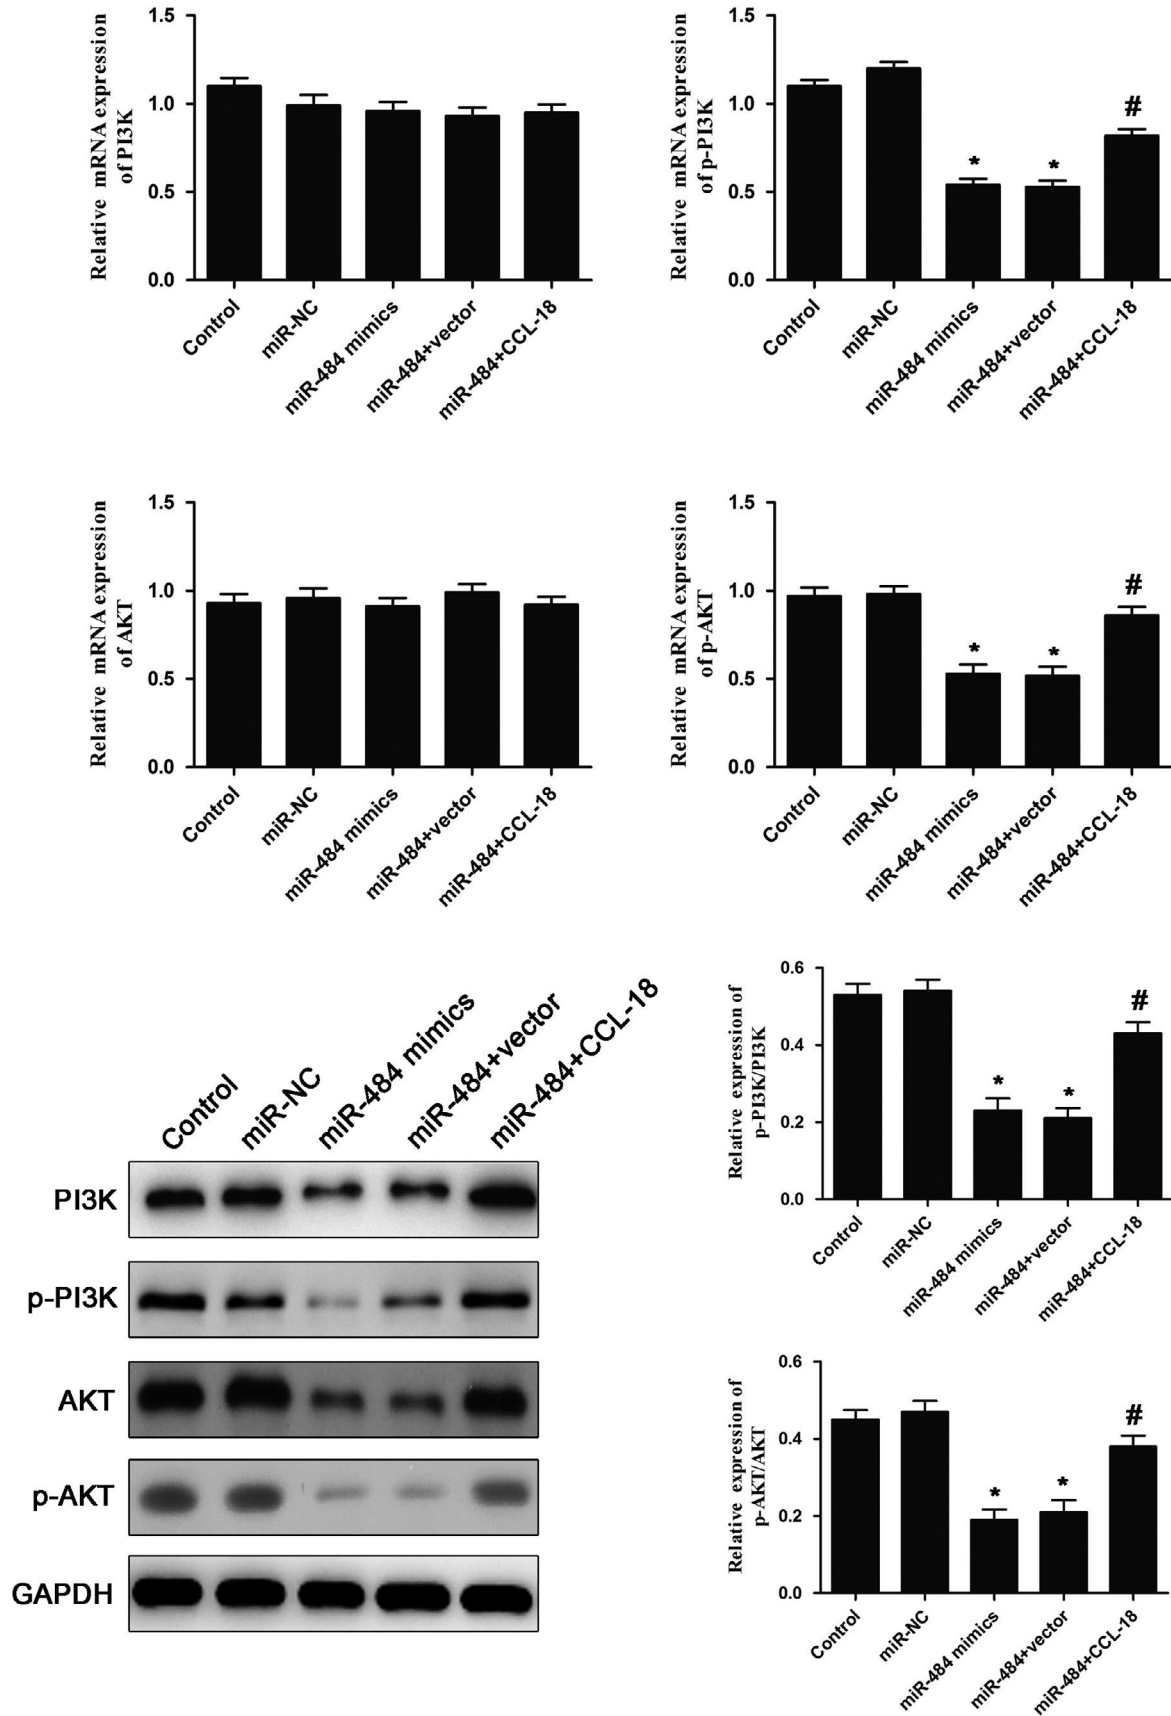 Relative mRNA expression
of PI3K
1.5
1.0
0.5
0.0
Control
miR-NC
miR-484 mimics
miR-484+vector
miR-484+CCL-18
Relative mRNA expression
of p-PI3K
1.5
1.0
0.5
0.0
*
*
#
Control
miR-NC
miR-484 mimics
miR-484+vector
miR-484+CCL-18
Relative mRNA expression
of AKT
1.5
1.0
0.5
0.0
Control
miR-NC
miR-484 mimics
miR-484+vector
miR-484+CCL-18
Relative mRNA expression
of p-AKT
1.5
1.0
0.5
0.0
*
*
#
Control
miR-NC
miR-484 mimics
miR-484+vector
miR-484+CCL-18
Control
miR-NC
miR-484 mimics
miR-484+vector
miR-484+CCL-18
PI3K
p-PI3K
AKT
p-AKT
GAPDH
Relative expression of
p-PI3K/PI3K
0.6
0.4
0.2
0.0
*
*
#
Control
miR-NC
miR-484 mimics
miR-484+vector
miR-484+CCL-18
Relative expression of
p-AKT/AKT
0.6
0.4
0.2
0.0
*
*
#
Control
miR-NC
miR-484 mimics
miR-484+vector
miR-484+CCL-18